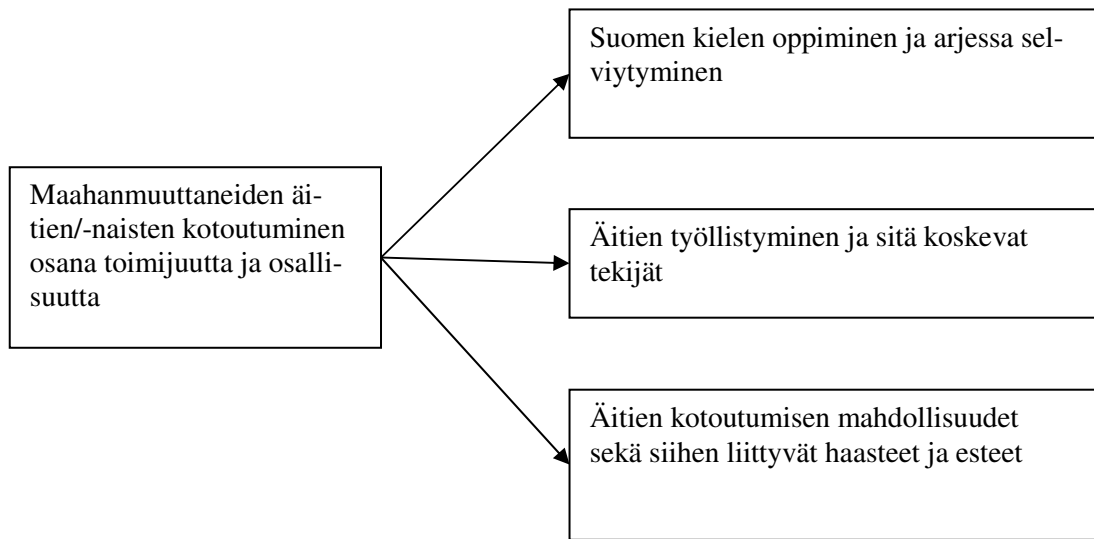 Maahanmuuttaneiden äi-
tien/-naisten kotoutuminen
osana toimijuutta ja osalli-
suutta
Suomen kielen oppiminen ja arjessa sel-
viytyminen
Äitien työllistyminen ja sitä koskevat
tekijät
Äitien kotoutumisen mahdollisuudet
sekä siihen liittyvät haasteet ja esteet